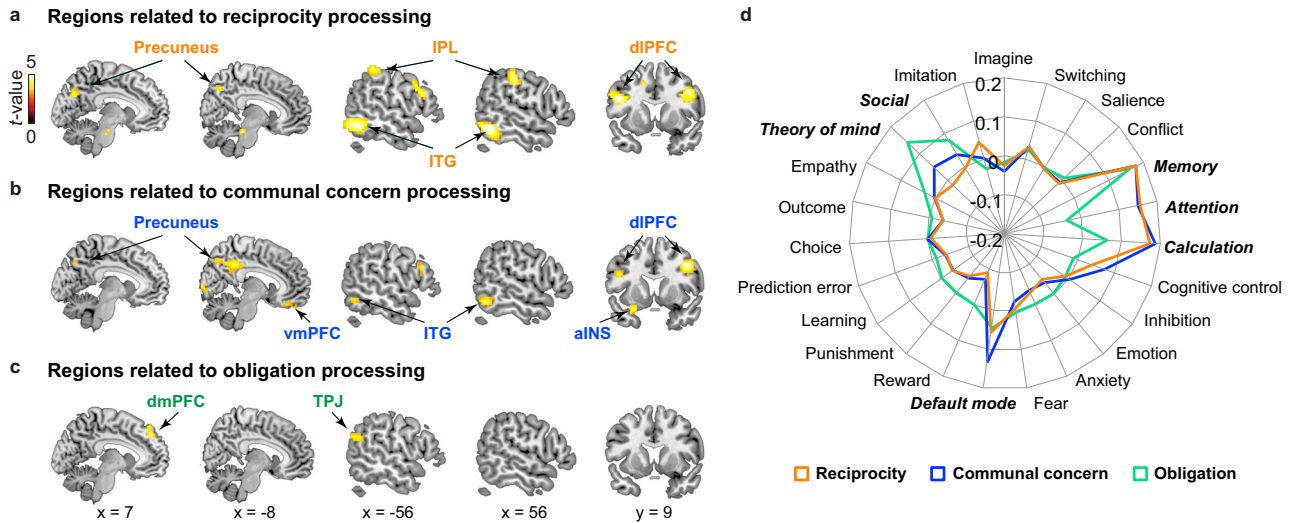 a Regions related to reciprocity processing
Precuneus
IPL
dlPFC
5
t-value
0
ITG
b Regions related to communal concern processing
Precuneus
dlPFC
vmPFC
ITG
aINS
c Regions related to obligation processing
dmPFC
TPJ
x = 7
x = -8
x = -56
x = 56
y = 9
d
Imagine
Switching
Salience
Conflict
Memory
Attention
Calculation
Cognitive control
Inhibition
Emotion
Anxiety
Fear
Default mode
Reward
Punishment
Learning
Prediction error
Choice
Outcome
Empathy
Theory of mind
Social
Imitation
0.2
0.1
0
-0.1
-0.2
Reciprocity
Communal concern
Obligation